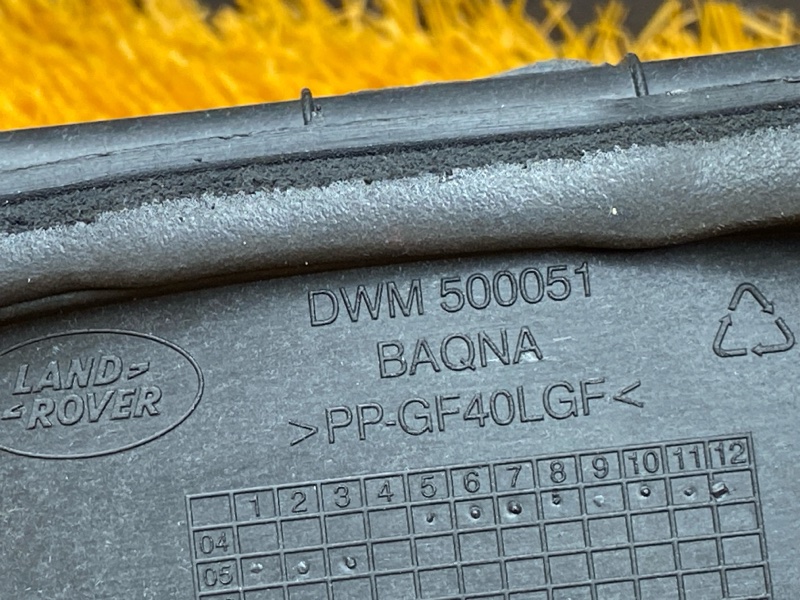 DWM 500051
BAQNA
>PP-GF40LGF<
LAND
ROVER
1 2 3 4 5 6 7 8 9 10 11 12
04
05